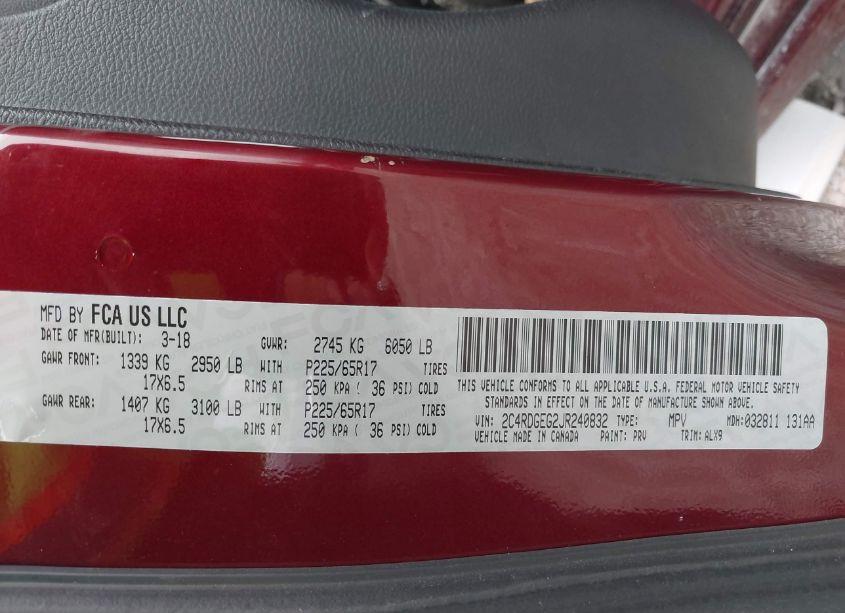 MFD BY FCA US LLC
DATE OF MFR(BUILT): 3-18 GVWR: 2745 KG 6050 LB
GAWR FRONT: 1339 KG 2950 LB WITH P225/65R17 TIRES
17X6.5 RIMS AT 250 KPA ( 36 PSI) COLD
GAWR REAR: 1407 KG 3100 LB WITH P225/65R17 TIRES
17X6.5 RIMS AT 250 KPA ( 36 PSI) COLD
THIS VEHICLE CONFORMS TO ALL APPLICABLE U.S.A. FEDERAL MOTOR VEHICLE SAFETY
STANDARDS IN EFFECT ON THE DATE OF MANUFACTURE SHOWN ABOVE.
VIN: 2C4RDGEG2JR240832 TYPE: MPV MDH: 032811 131AA
VEHICLE MADE IN CANADA PAINT: PRV TRIM: ALX9